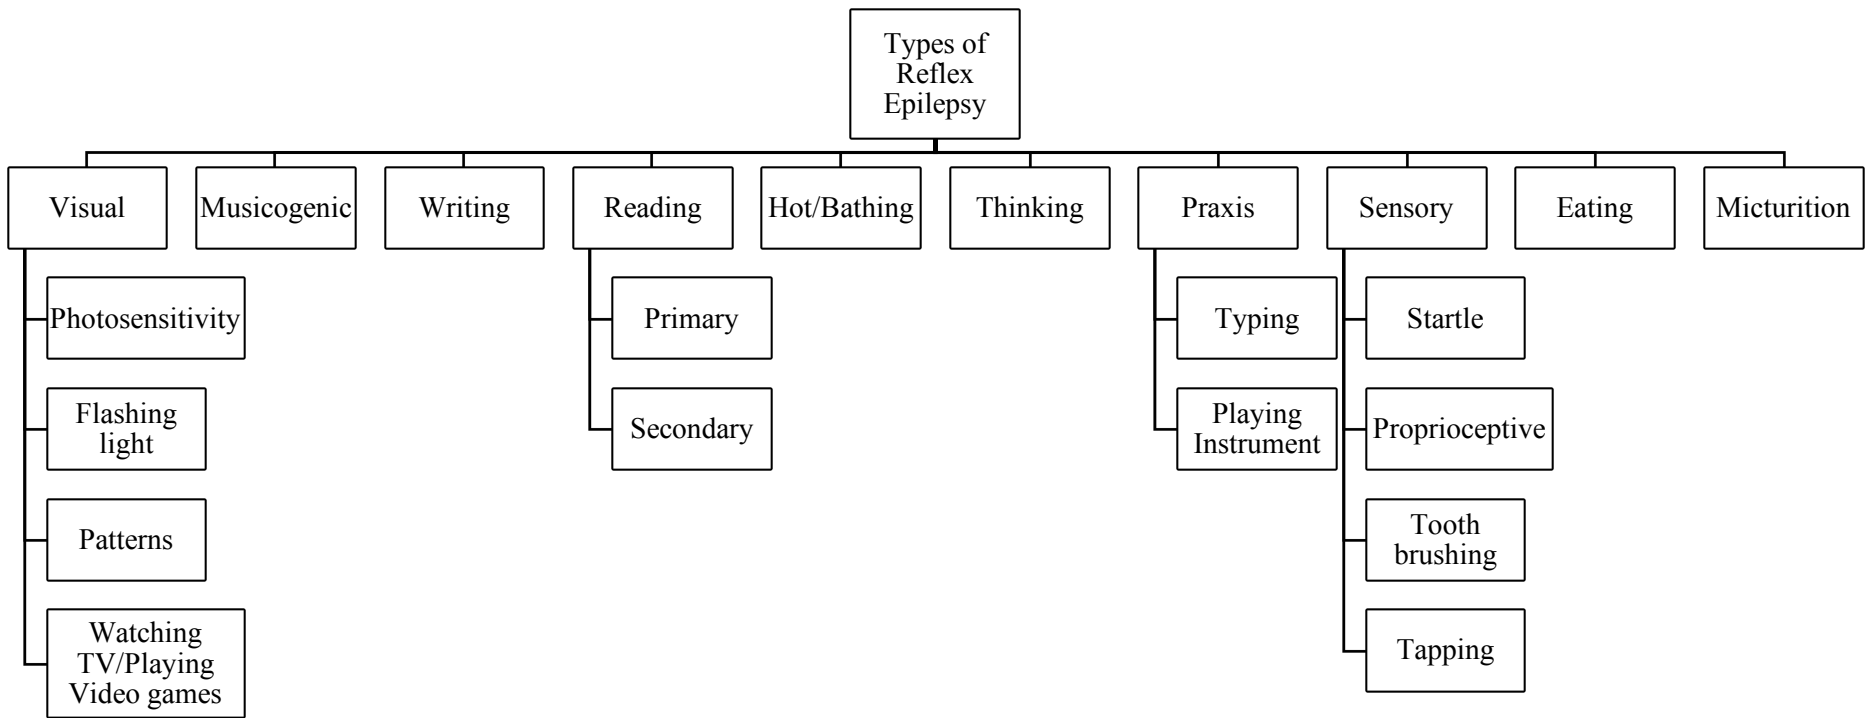 Types of
Reflex
Epilepsy
Visual
Musicogenic
Writing
Reading
Hot/Bathing
Thinking
Praxis
Sensory
Eating
Micturition
Photosensitivity
Flashing
light
Patterns
Watching
TV/Playing
Video games
Primary
Secondary
Typing
Playing
Instrument
Startle
Proprioceptive
Tooth
brushing
Tapping